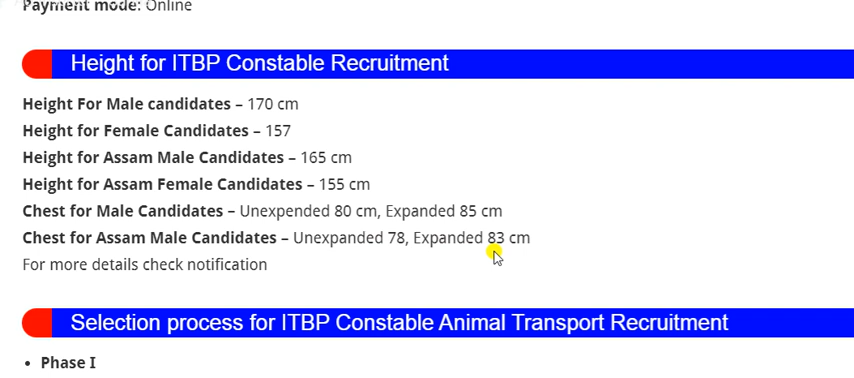 Payment mode: Online
Height for ITBP Constable Recruitment
Height For Male candidates – 170 cm
Height for Female Candidates – 157
Height for Assam Male Candidates – 165 cm
Height for Assam Female Candidates – 155 cm
Chest for Male Candidates – Unexpended 80 cm, Expanded 85 cm
Chest for Assam Male Candidates – Unexpanded 78, Expanded 83 cm
For more details check notification
Selection process for ITBP Constable Animal Transport Recruitment
• Phase I